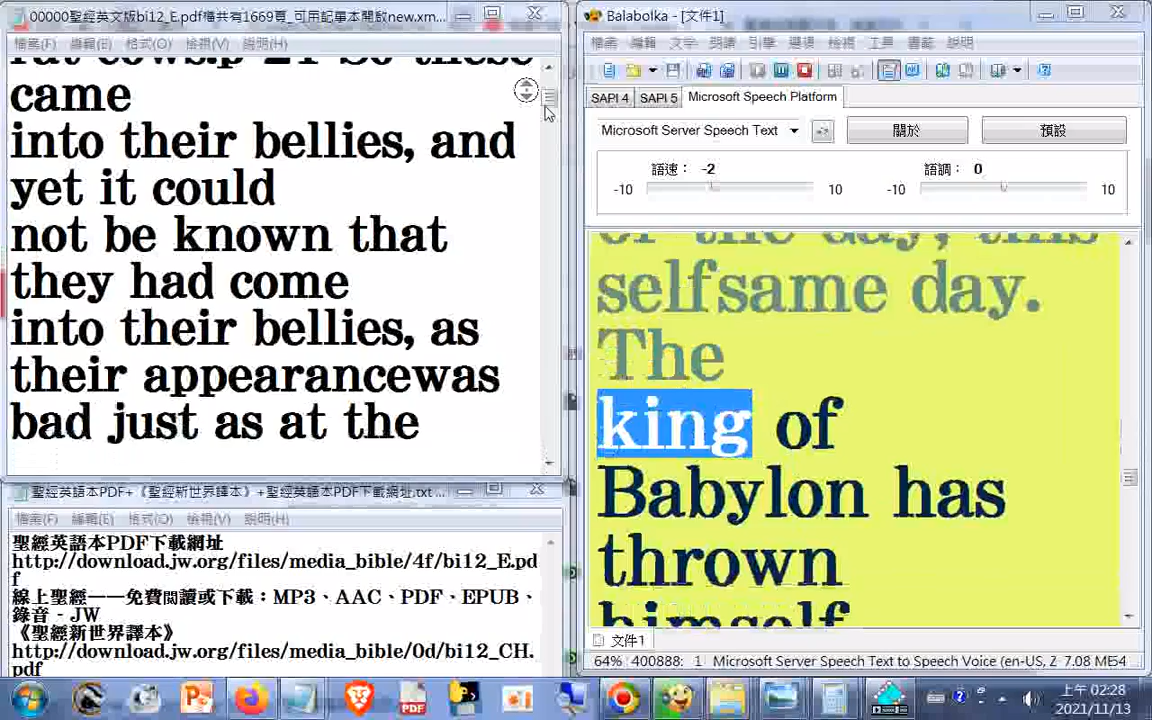 00000聖經英文版bi12_E.pdf檔共有1669頁_可用記事本開啟new.xm...
檔案(F) 編輯(E) 格式(O) 檢視(V) 說明(H)
fat cows.p 21 So these
came
into their bellies, and
yet it could
not be known that
they had come
into their bellies, as
their appearancewas
bad just as at the
聖經英語本PDF+《聖經新世界譯本》+聖經英語本PDF下載網址.txt ...
檔案(F) 編輯(E) 格式(O) 檢視(V) 說明(H)
聖經英語本PDF下載網址
http://download.jw.org/files/media_bible/4f/bi12_E.pd
f
線上聖經——免費閱讀或下載：MP3、AAC、PDF、EPUB、
錄音 - JW
《聖經新世界譯本》
http://download.jw.org/files/media_bible/0d/bi12_CH.
pdf
Balabolka - [文件1]
檔案 編輯 文字 朗讀 引擎 選項 檢視 工具 書籤 說明
SAPI 4 SAPI 5 Microsoft Speech Platform
Microsoft Server Speech Text 關於 預設
語速： -2 語調： 0
-10 10 -10 10
of the day, this
selfsame day.
The
king of
Babylon has
thrown
himself
文件1
64% 400888: 1 Microsoft Server Speech Text to Speech Voice (en-US, Z 7.08 ME54
PDF
上午 02:28
2021/11/13